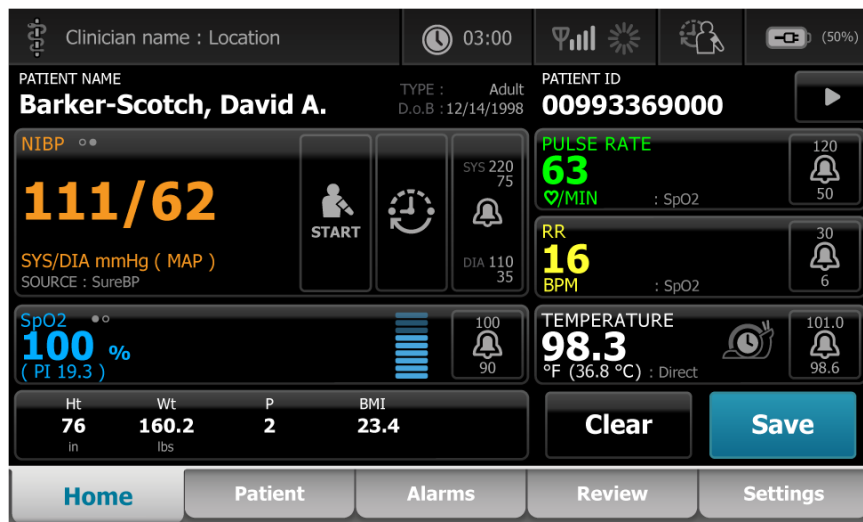 Clinician name : Location
03:00
(50%)
PATIENT NAME
Barker-Scotch, David A.
TYPE : Adult
D.o.B : 12/14/1998
PATIENT ID
00993369000
NIBP
111/62
SYS/DIA mmHg ( MAP )
SOURCE : SureBP
START
SYS 220
75
DIA 110
35
PULSE RATE
63
/MIN : SpO2
120
50
RR
16
BPM : SpO2
30
6
SpO2
100 %
( PI 19.3 )
100
90
TEMPERATURE
98.3
°F (36.8 °C) : Direct
101.0
98.6
Ht Wt P BMI
76 160.2 2 23.4
in lbs
Clear
Save
Home Patient Alarms Review Settings